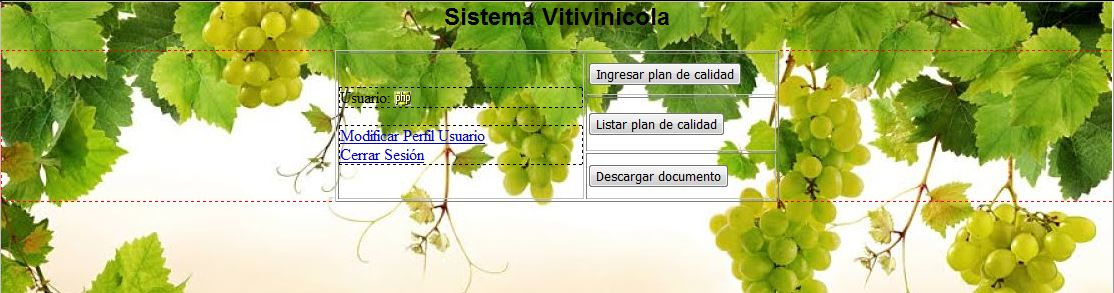 Sistema Vitivinicola
Usuario: php
Modificar Perfil Usuario
Cerrar Sesión
Ingresar plan de calidad
Listar plan de calidad
Descargar documento